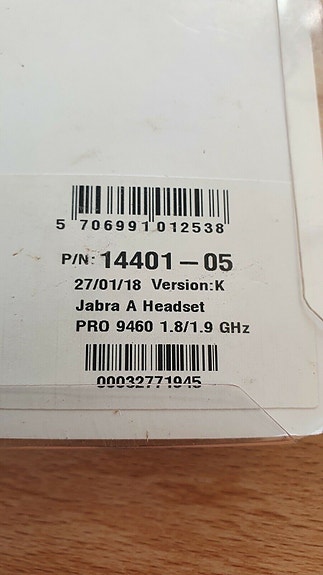 5 706991 012538
P/N: 14401-05
27/01/18 Version:K
Jabra A Headset
PRO 9460 1.8/1.9 GHz
00032771945